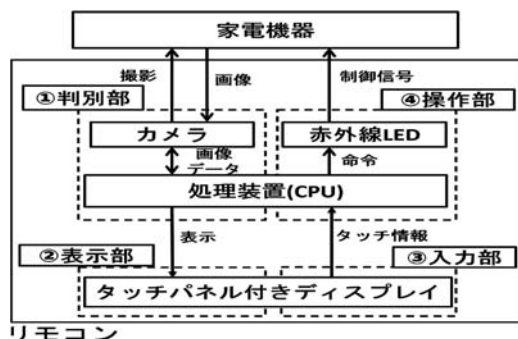 家電機器
撮影
画像
制御信号
①判別部
④操作部
カメラ
赤外線LED
画像
データ
命令
処理装置(CPU)
表示
タッチ情報
②表示部
③入力部
タッチパネル付きディスプレイ
リモコン